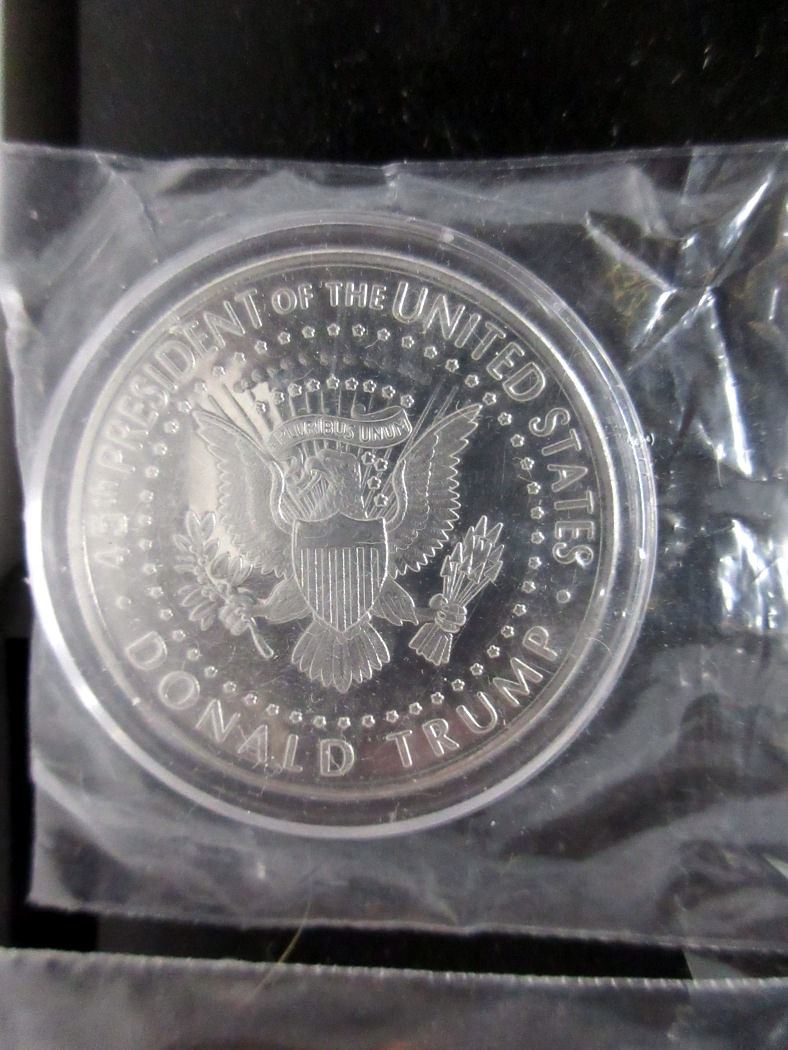 45TH PRESIDENT OF THE UNITED STATES
PLURIBUS UNUM
DONALD TRUMP